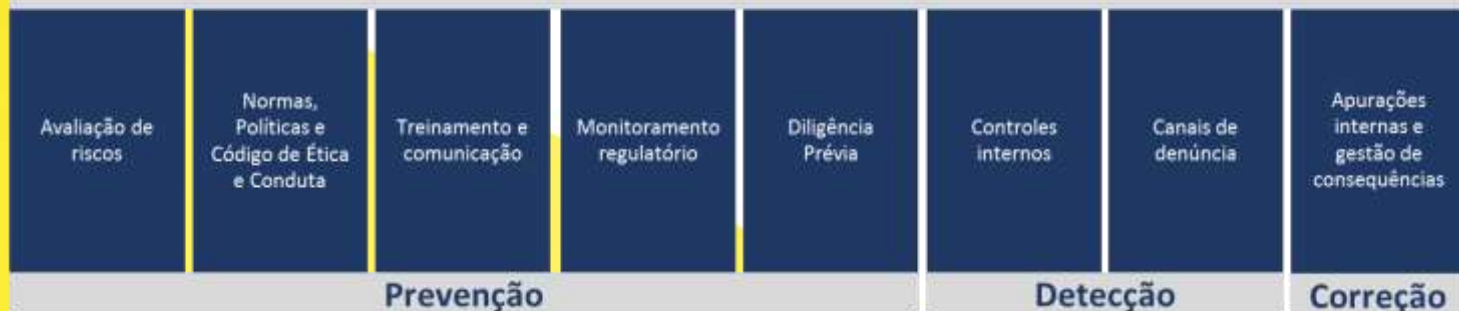 Avaliação de
riscos
Normas,
Políticas e
Código de Ética
e Conduta
Treinamento e
comunicação
Monitoramento
regulatório
Diligência
Prévia
Controles
internos
Canais de
denúncia
Apurações
internas e
gestão de
consequências
Prevenção
Detecção
Correção